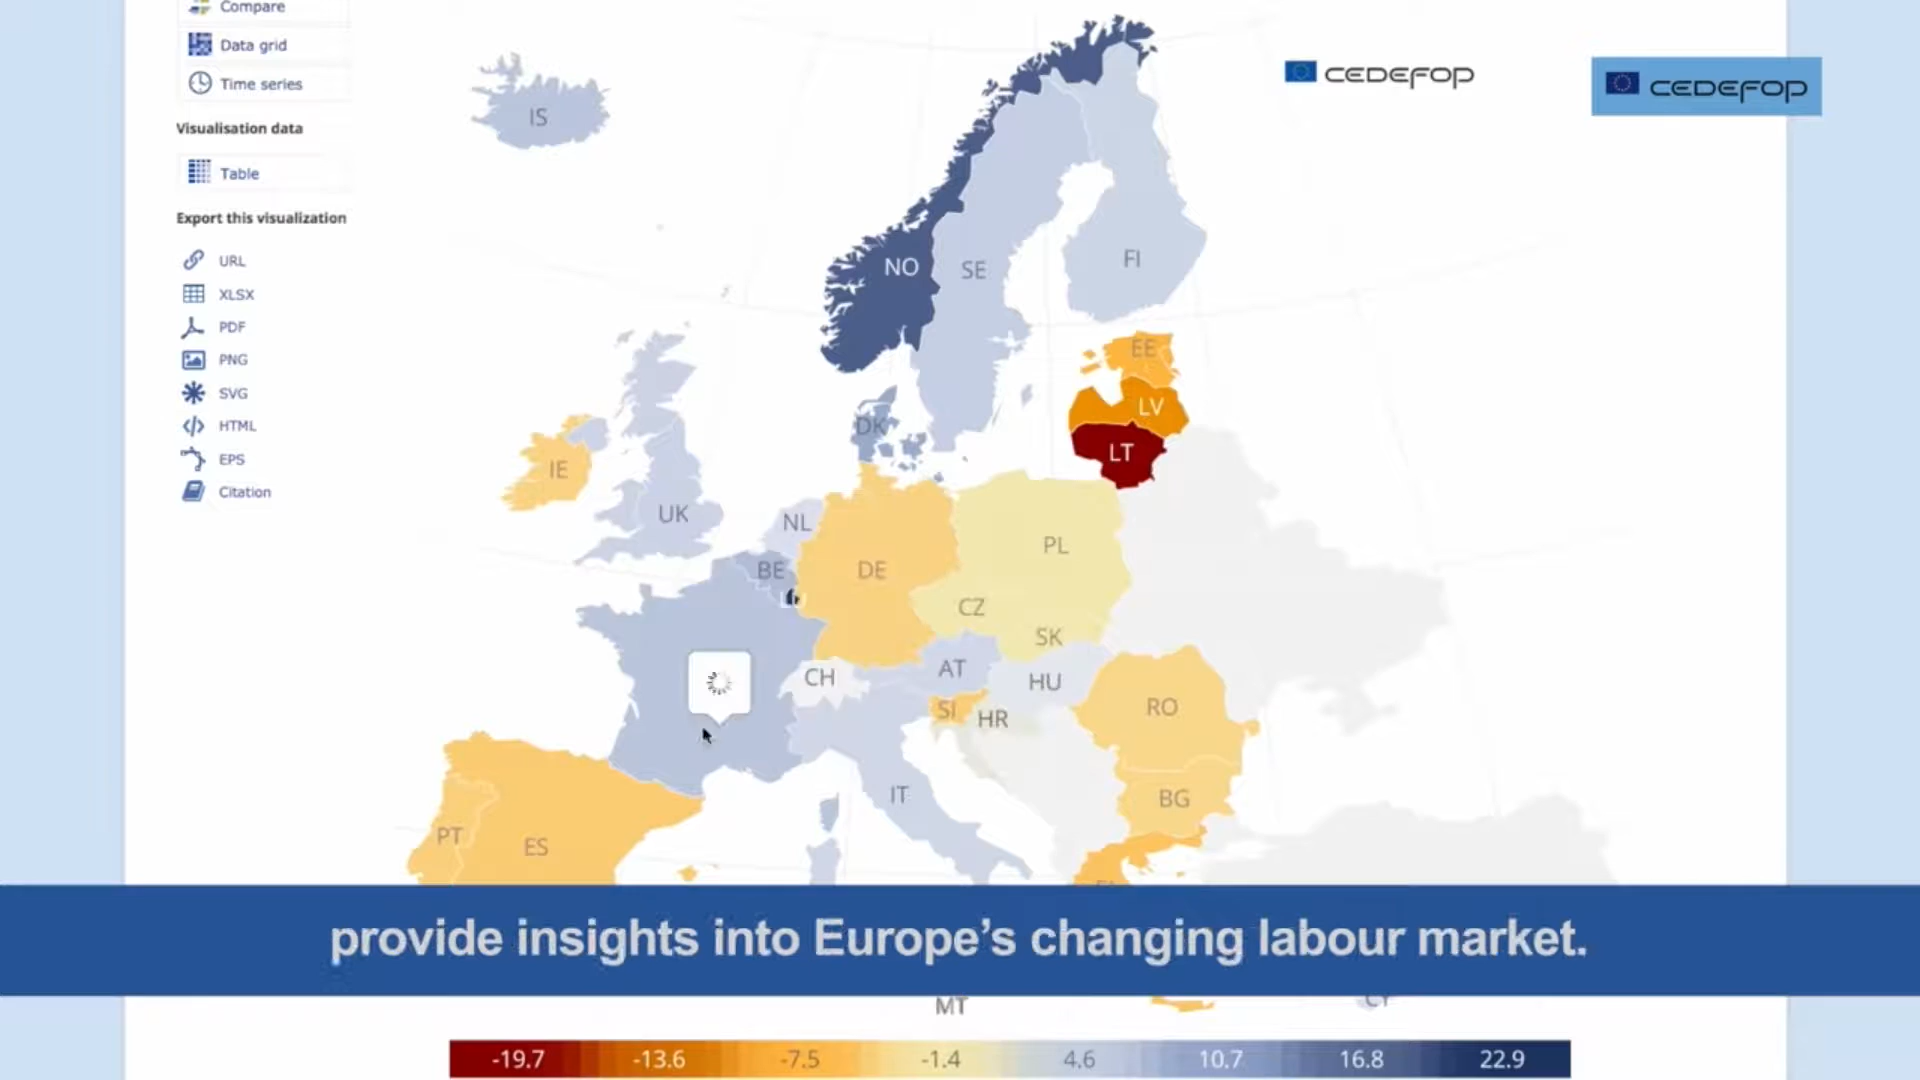 Compare
Data grid
Time series
Visualisation data
Table
Export this visualization
URL
XLSX
PDF
PNG
SVG
HTML
EPS
Citation
CEDEFOP
CEDEFOP
IS
NO
SE
FI
EE
LV
LT
DK
IE
UK
NL
BE
DE
PL
CZ
SK
CH
AT
HU
SI
HR
RO
IT
BG
PT
ES
provide insights into Europe's changing labour market.
MT
CY
-19.7 -13.6 -7.5 -1.4 4.6 10.7 16.8 22.9